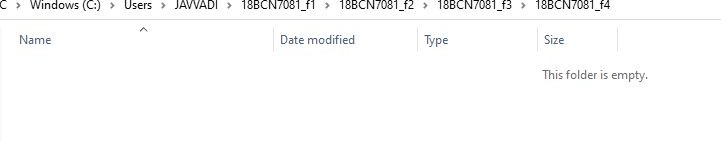 C > Windows (C:) > Users > JAVVADI > 18BCN7081_f1 > 18BCN7081_f2 > 18BCN7081_f3 > 18BCN7081_f4
Name Date modified Type Size
This folder is empty.